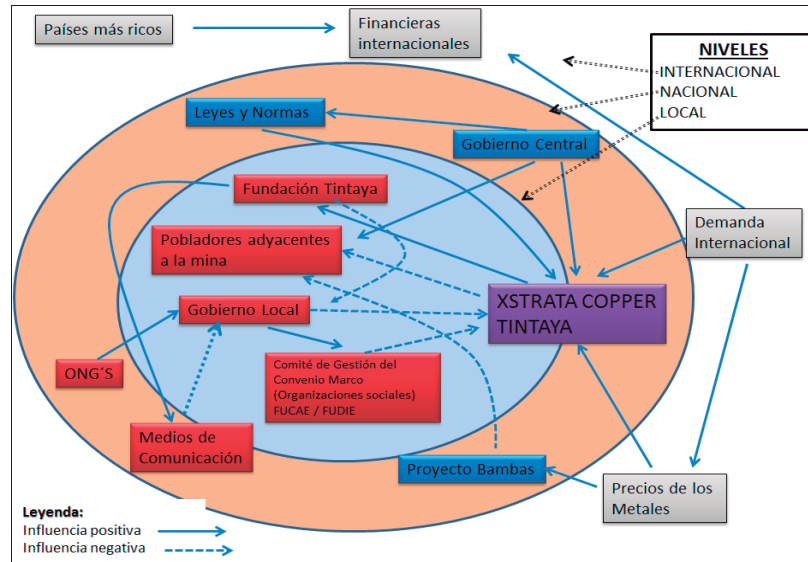 Países más ricos
Financieras
internacionales
NIVELES
INTERNACIONAL
NACIONAL
LOCAL
Leyes y Normas
Gobierno Central
Fundación Tintaya
Pobladores adyacentes
a la mina
Demanda
Internacional
Gobierno Local
XSTRATA COPPER
TINTAYA
ONG´S
Comité de Gestión del
Convenio Marco
(Organizaciones sociales)
FUCAE / FUDIE
Medios de
Comunicación
Proyecto Bambas
Precios de los
Metales
Leyenda:
Influencia positiva
Influencia negativa